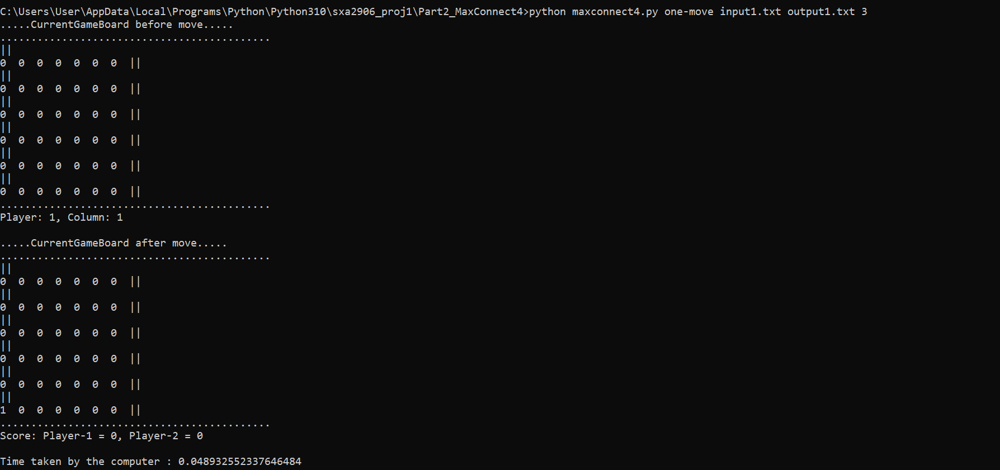 C:\Users\User\AppData\Local\Programs\Python\Python310\sxa2906_proj1\Part2_MaxConnect4>python maxconnect4.py one-move input1.txt output1.txt 3
.....CurrentGameBoard before move.....
............................................
||
0  0  0  0  0  0  0  ||
||
0  0  0  0  0  0  0  ||
||
0  0  0  0  0  0  0  ||
||
0  0  0  0  0  0  0  ||
||
0  0  0  0  0  0  0  ||
||
0  0  0  0  0  0  0  ||
............................................
Player: 1, Column: 1

.....CurrentGameBoard after move.....
............................................
||
0  0  0  0  0  0  0  ||
||
0  0  0  0  0  0  0  ||
||
0  0  0  0  0  0  0  ||
||
0  0  0  0  0  0  0  ||
||
0  0  0  0  0  0  0  ||
||
1  0  0  0  0  0  0  ||
............................................
Score: Player-1 = 0, Player-2 = 0

Time taken by the computer : 0.048932552337646484